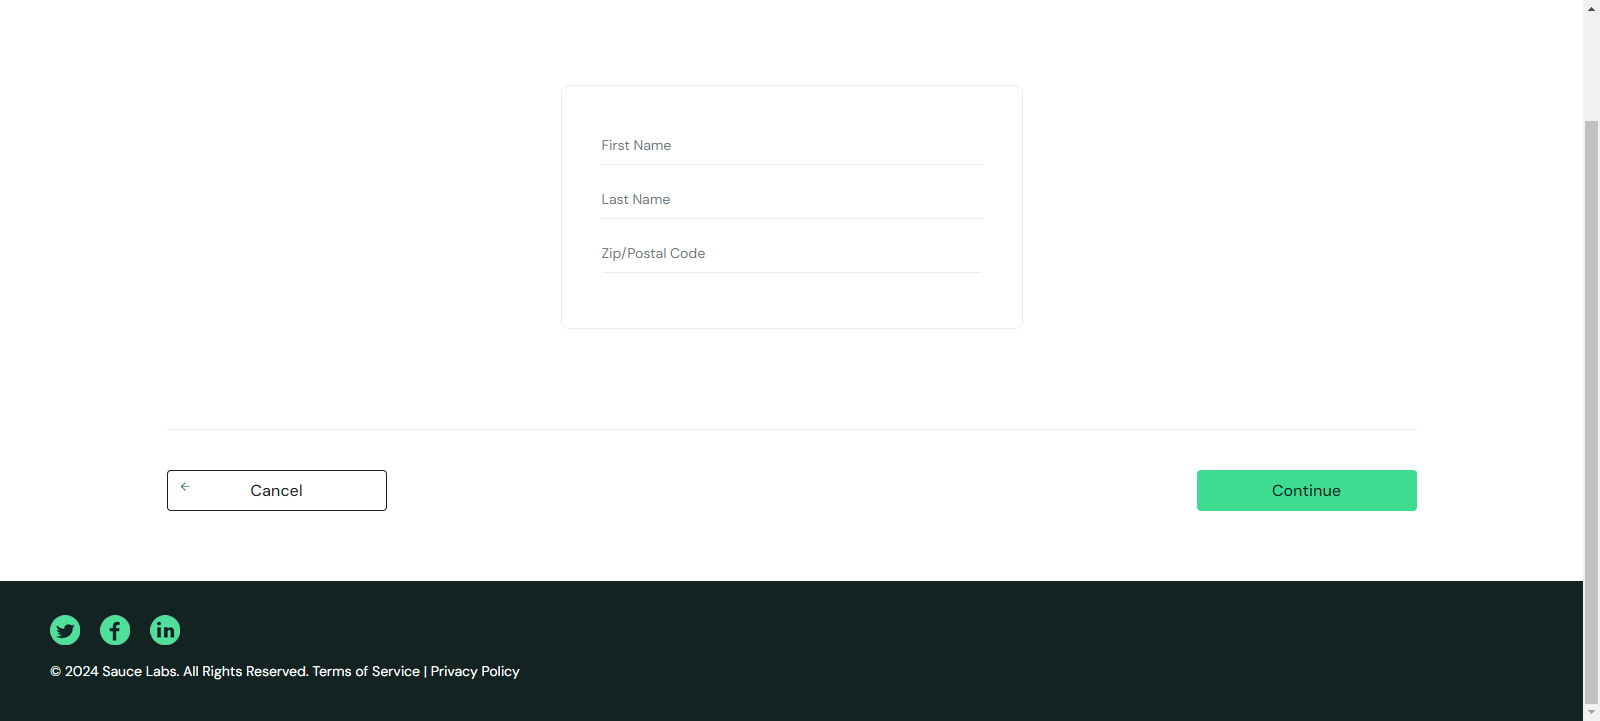 First Name
Last Name
Zip/Postal Code
Cancel
Continue
© 2024 Sauce Labs. All Rights Reserved. Terms of Service | Privacy Policy